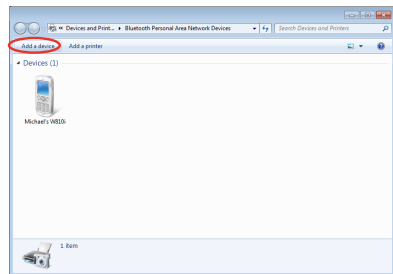 « Devices and Print... ▸ Bluetooth Personal Area Network Devices
Search Devices and Printers
Add a device Add a printer
Devices (1)
Michael's W810i
1 item